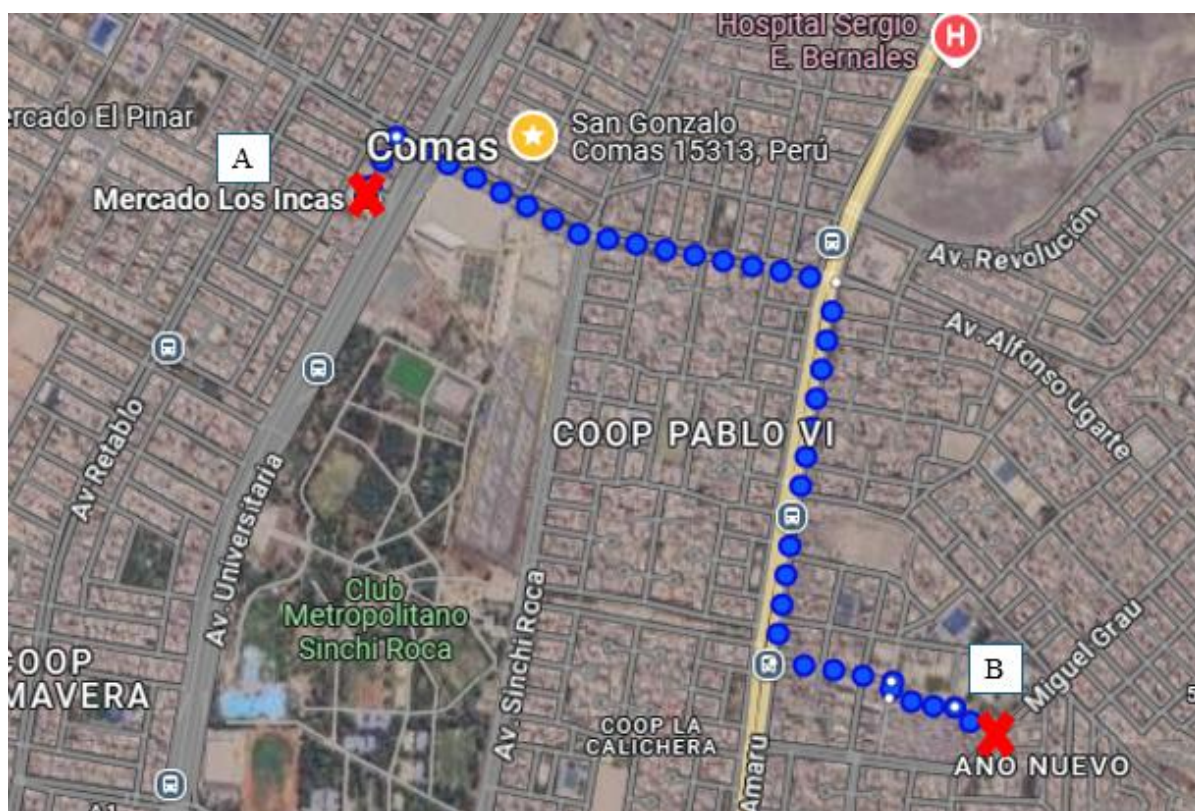 Hospital Sergio
E. Bernales
H
ercado El Pinar
A
Comas
San Gonzalo
Comas 15313, Perú
Mercado Los Incas
Av. Revolución
Av. Alfonso Ugarte
Av. Retablo
COOP PABLO VI
Av. Universitaria
Club
Metropolitano
Sinchi Roca
Av. Sinchi Roca
Miguel Grau
B
COOP
MAVERA
COOP LA
CALICHERA
Amaru
ANO NUEVO